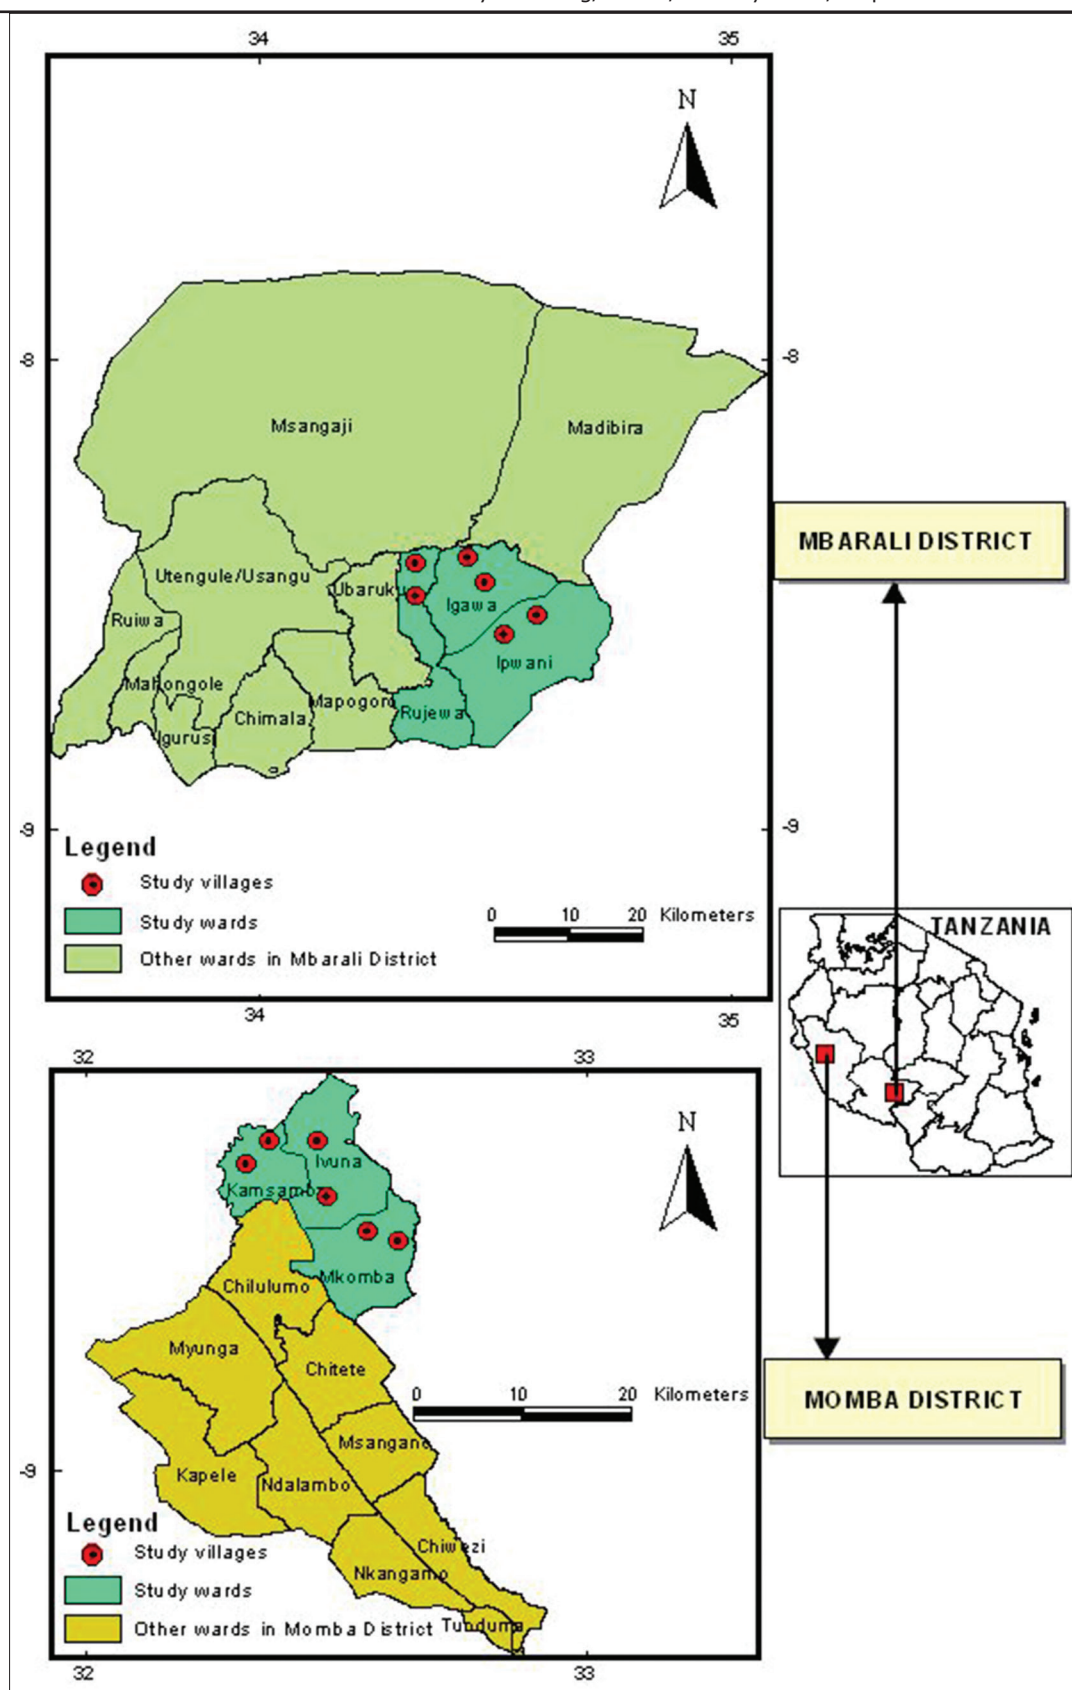 34 35
N
-8 -8
Msangaji
Madibira
MBARALI DISTRICT
Utengule/Usangu
Ubaruku
Igawa
Ruiwa
Ipwani
Mahongole
Mapogoro
Rujewa
Chimala
Igurusi
-9 -9
Legend
Study villages
Study wards
Other wards in Mbarali District
0 10 20 Kilometers
34 35
TANZANIA
32 33
N
Ivuna
Kamsamba
Mkomba
Chilulumo
Myunga
Chitete
0 10 20 Kilometers
MOMBA DISTRICT
Msangano
-9
Kapele
Ndalambo
Legend
Study villages
Chiwezi
Nkangamo
Study wards
Other wards in Momba District
Tunduma
32 33